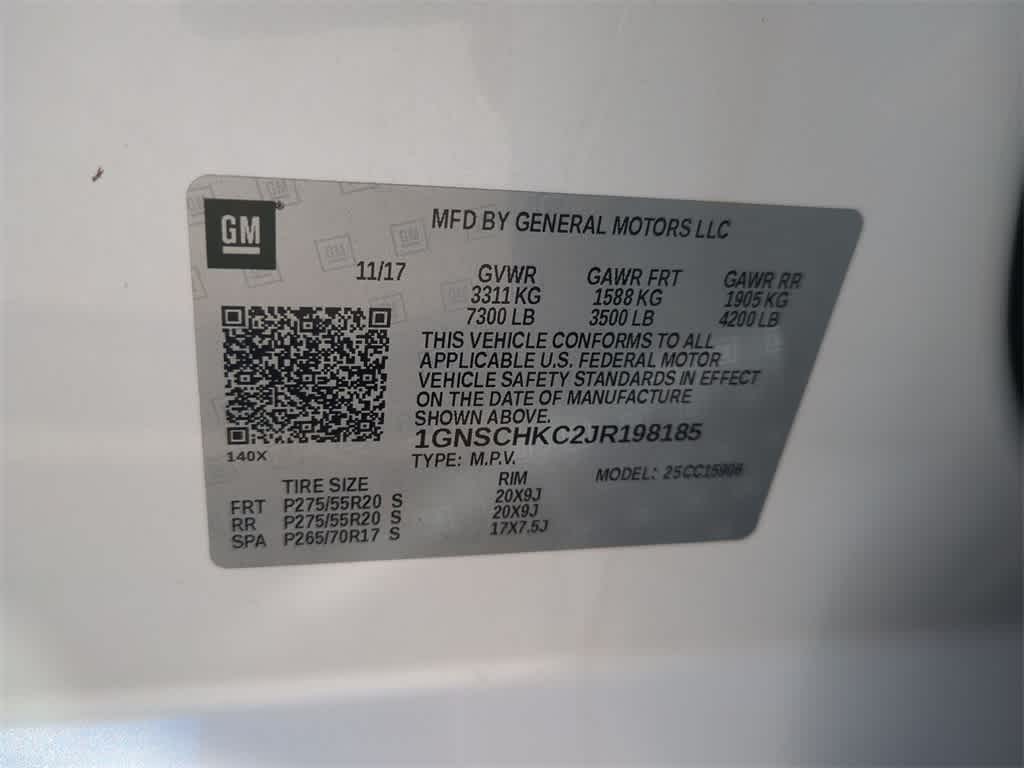 GM®
MFD BY GENERAL MOTORS LLC
11/17 GVWR GAWR FRT GAWR RR
3311 KG 1588 KG 1905 KG
7300 LB 3500 LB 4200 LB
THIS VEHICLE CONFORMS TO ALL
APPLICABLE U.S. FEDERAL MOTOR
VEHICLE SAFETY STANDARDS IN EFFECT
ON THE DATE OF MANUFACTURE
SHOWN ABOVE.
1GNSCHKC2JR198185
140X
TYPE: M.P.V.
MODEL: 25CC15906
TIRE SIZE RIM
FRT P275/55R20 S 20X9J
RR P275/55R20 S 20X9J
SPA P265/70R17 S 17X7.5J